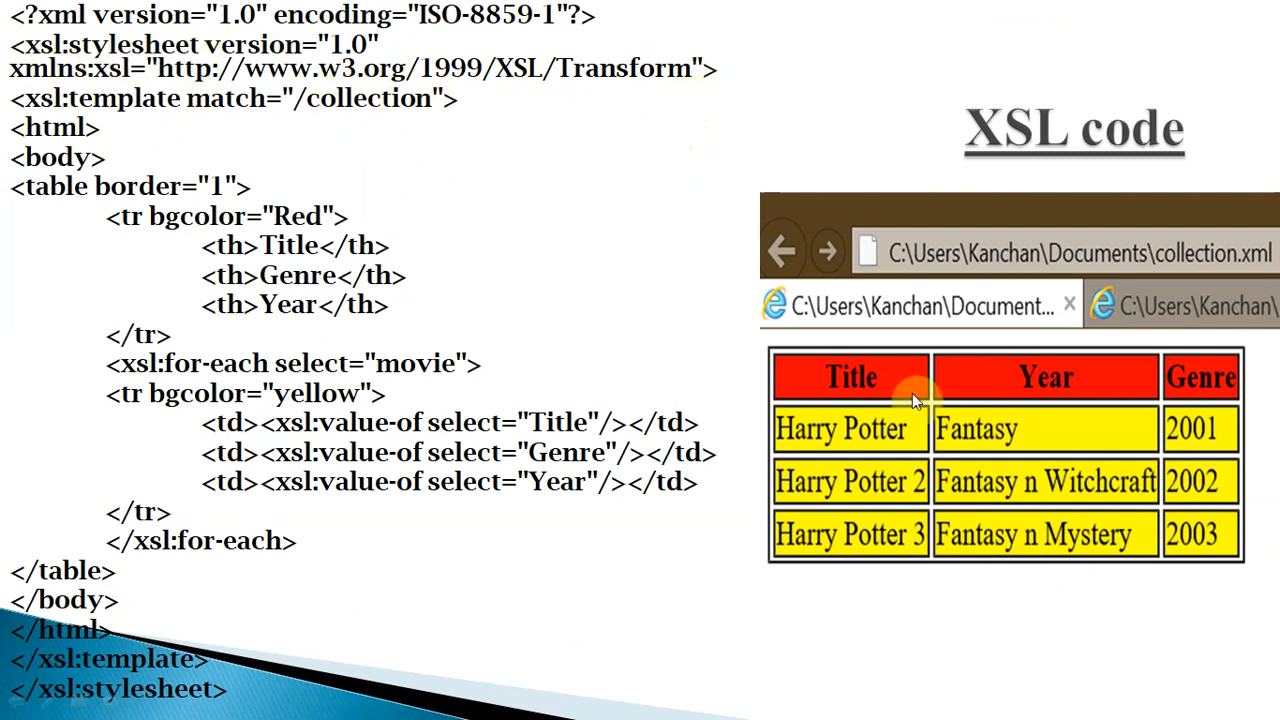 <?xml version="1.0" encoding="ISO-8859-1"?>
<xsl:stylesheet version="1.0"
xmlns:xsl="http://www.w3.org/1999/XSL/Transform">
<xsl:template match="/collection">
<html>
<body>
<table border="1">
<tr bgcolor="Red">
<th>Title</th>
<th>Genre</th>
<th>Year</th>
</tr>
<xsl:for-each select="movie">
<tr bgcolor="yellow">
<td><xsl:value-of select="Title"/></td>
<td><xsl:value-of select="Genre"/></td>
<td><xsl:value-of select="Year"/></td>
</tr>
</xsl:for-each>
</table>
</body>
</html>
</xsl:template>
</xsl:stylesheet>
XSL code
C:\Users\Kanchan\Documents\collection.xml
C:\Users\Kanchan\Document... × C:\Users\Kanchan\
Title Year Genre
Harry Potter Fantasy 2001
Harry Potter 2 Fantasy n Witchcraft 2002
Harry Potter 3 Fantasy n Mystery 2003